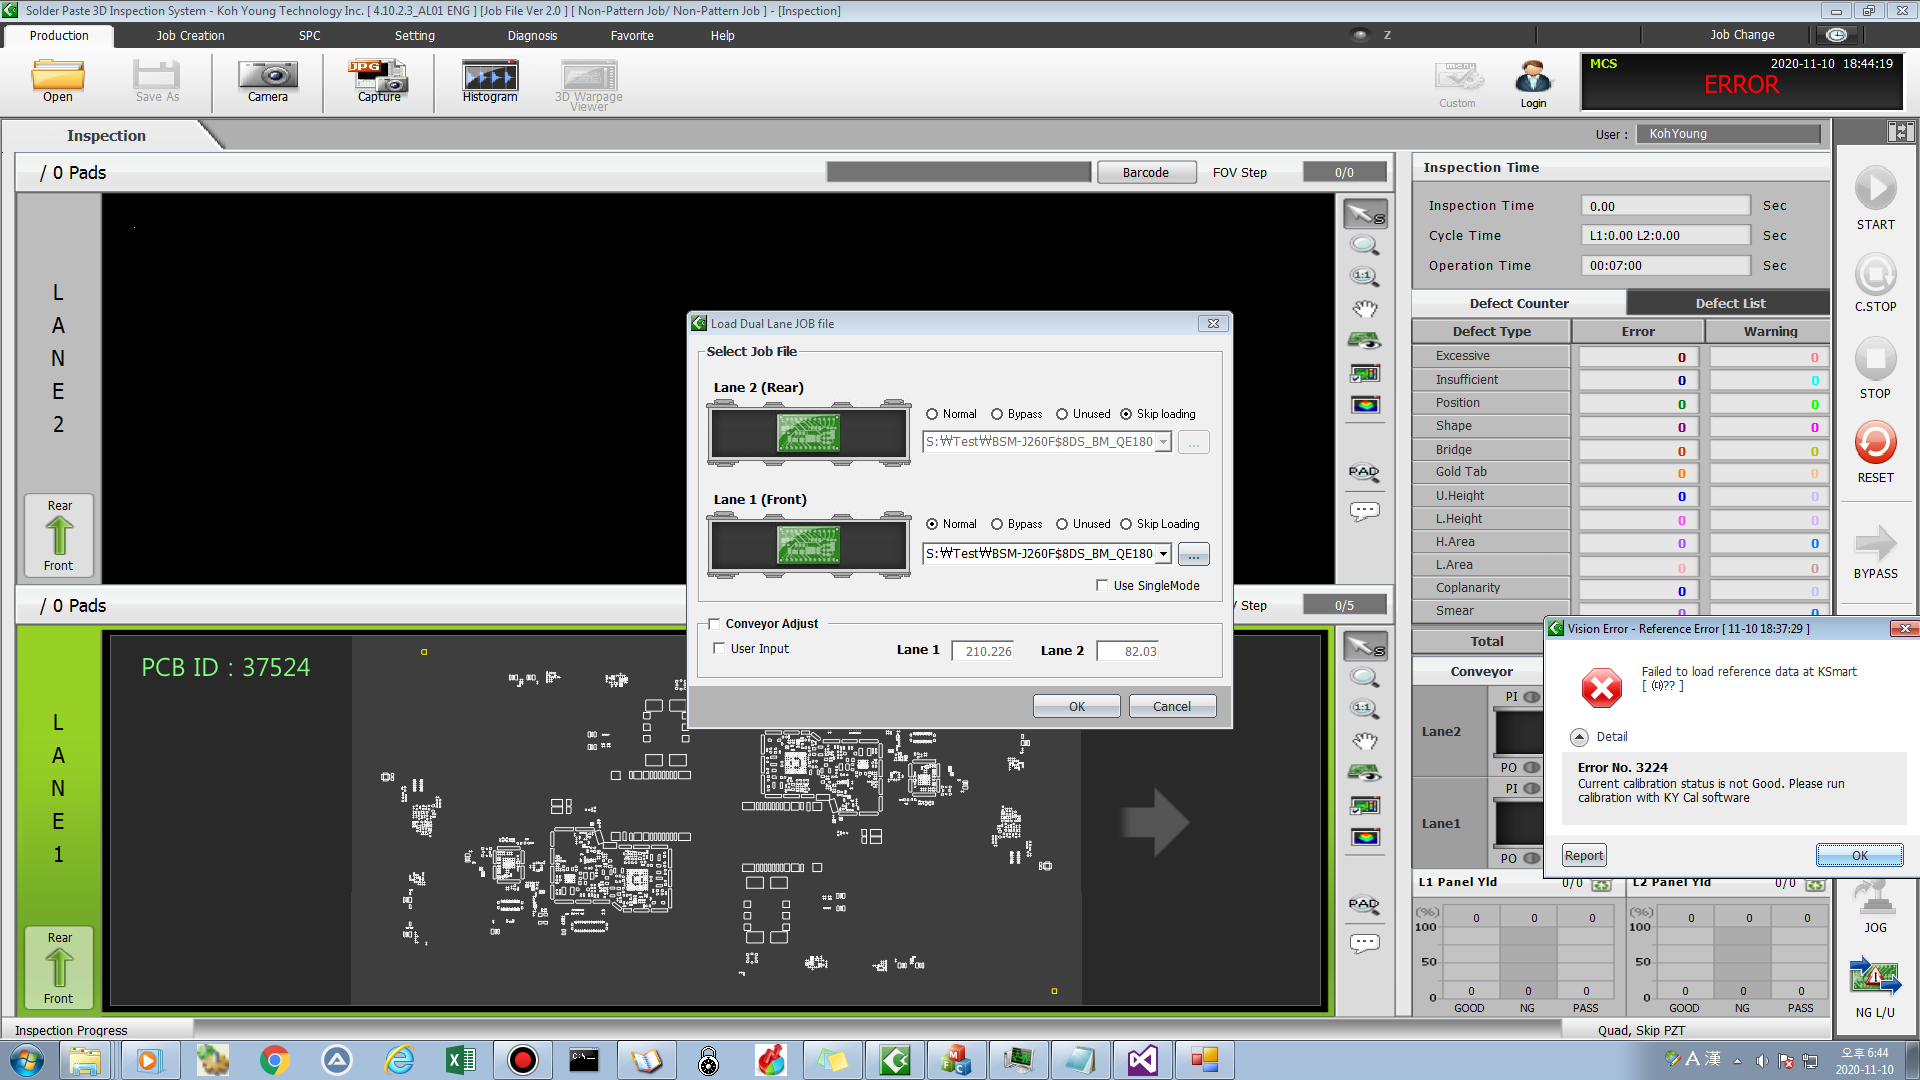 Solder Paste 3D Inspection System - Koh Young Technology Inc. [ 4.10.2.3_AL01 ENG ] [Job File Ver 2.0 ] [ Non-Pattern Job/ Non-Pattern Job ] - [Inspection]
Production Job Creation SPC Setting Diagnosis Favorite Help Z Job Change
Open Save As Camera JPG Capture Histogram 3D Warpage Viewer Custom Login
MCS 2020-11-10 18:44:19
ERROR
Inspection User : KohYoung
/ 0 Pads Barcode FOV Step 0/0
LANE 2
Rear
Front
Inspection Time
Inspection Time 0.00 Sec
Cycle Time L1:0.00 L2:0.00 Sec
Operation Time 00:07:00 Sec
Defect Counter Defect List
Defect Type Error Warning
Excessive 0 0
Insufficient 0 0
Position 0 0
Shape 0 0
Bridge 0 0
Gold Tab 0 0
U.Height 0 0
L.Height 0 0
H.Area 0 0
L.Area 0 0
Coplanarity 0 0
Smear 0 0
Total
START
C.STOP
STOP
RESET
BYPASS
JOG
NG L/U
S
1:1
PAD
Load Dual Lane JOB file
Select Job File
Lane 2 (Rear)
Normal Bypass Unused Skip loading
S:₩Test₩BSM-J260F$8DS_BM_QE180 ...
Lane 1 (Front)
Normal Bypass Unused Skip Loading
S:₩Test₩BSM-J260F$8DS_BM_QE180 ...
Use SingleMode
Conveyor Adjust
User Input Lane 1 210.226 Lane 2 82.03
OK Cancel
/ 0 Pads Step 0/5
PCB ID : 37524
LANE 1
Rear
Front
S
1:1
PAD
Conveyor
Lane2 PI PO
Lane1 PI PO
Vision Error - Reference Error [ 11-10 18:37:29 ]
Failed to load reference data at KSmart
[ ㈐?? ]
Detail
Error No. 3224
Current calibration status is not Good. Please run
calibration with KY Cal software
Report OK
L1 Panel Yld 0/0 L2 Panel Yld 0/0
(%) 0 0 0 (%) 0 0 0
100 100
50 50
0 0 0 0 0 0 0 0
GOOD NG PASS GOOD NG PASS
Inspection Progress Quad, Skip PZT
A 漢 오후 6:44
2020-11-10